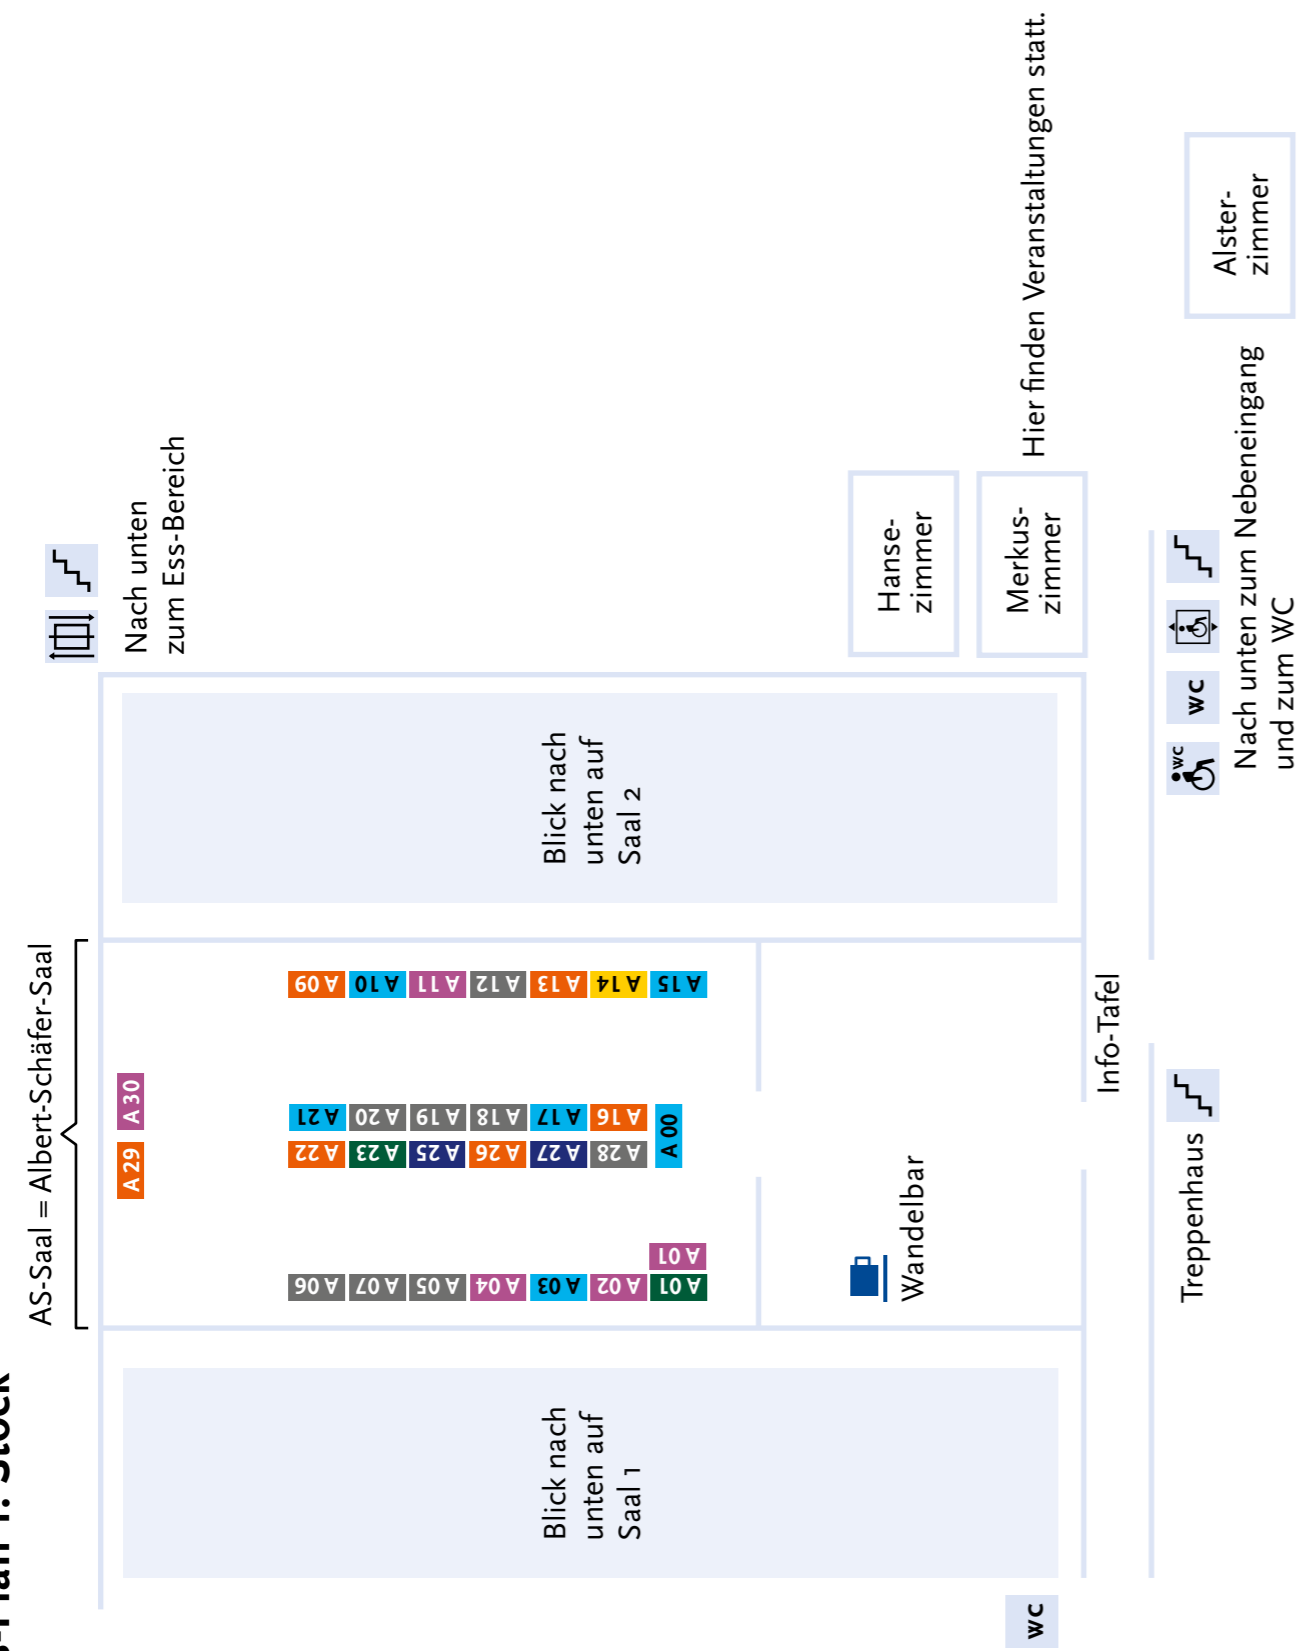 -Plan 1. Stock
AS-Saal = Albert-Schäfer-Saal
A 29
A 30
Nach unten
zum Ess-Bereich
A 06
A 07
A 05
A 04
A 03
A 02
A 01
A 01
A 22
A 23
A 25
A 26
A 27
A 28
A 21
A 20
A 19
A 18
A 17
A 16
A 00
A 09
A 10
A 11
A 12
A 13
A 14
A 15
Blick nach
unten auf
Saal 1
Blick nach
unten auf
Saal 2
Wandelbar
Hanse-
zimmer
Merkus-
zimmer
Hier finden Veranstaltungen statt.
WC
Info-Tafel
Treppenhaus
WC
WC
Nach unten zum Nebeneingang
und zum WC
Alster-
zimmer